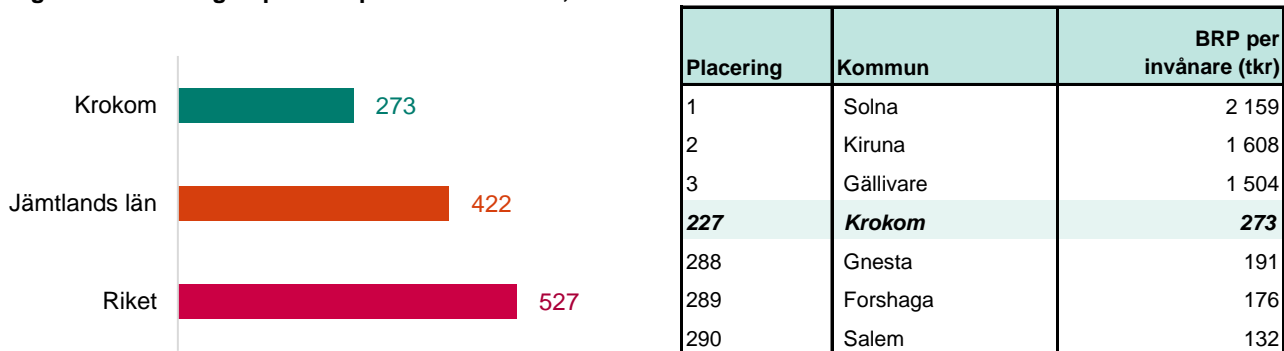 Krokom 273
Jämtlands län 422
Riket 527
Placering Kommun BRP per invånare (tkr)
1 Solna 2 159
2 Kiruna 1 608
3 Gällivare 1 504
227 Krokom 273
288 Gnesta 191
289 Forshaga 176
290 Salem 132